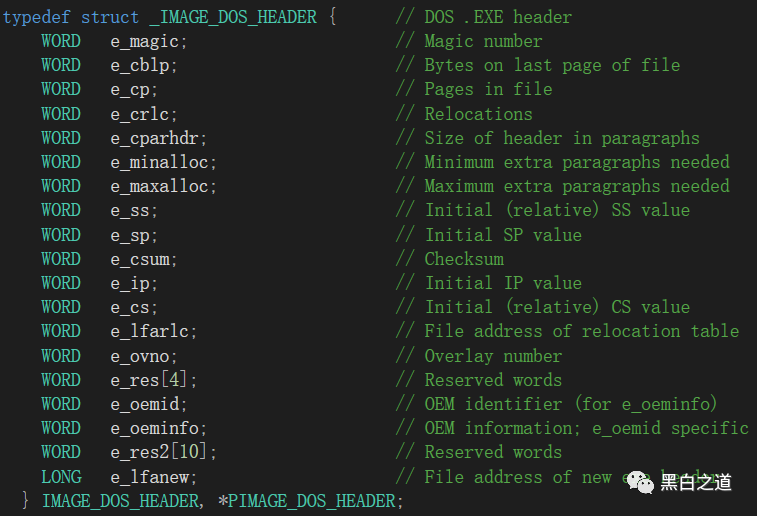 typedef struct _IMAGE_DOS_HEADER { // DOS .EXE header
WORD e_magic; // Magic number
WORD e_cblp; // Bytes on last page of file
WORD e_cp; // Pages in file
WORD e_crlc; // Relocations
WORD e_cparhdr; // Size of header in paragraphs
WORD e_minalloc; // Minimum extra paragraphs needed
WORD e_maxalloc; // Maximum extra paragraphs needed
WORD e_ss; // Initial (relative) SS value
WORD e_sp; // Initial SP value
WORD e_csum; // Checksum
WORD e_ip; // Initial IP value
WORD e_cs; // Initial (relative) CS value
WORD e_lfarlc; // File address of relocation table
WORD e_ovno; // Overlay number
WORD e_res[4]; // Reserved words
WORD e_oemid; // OEM identifier (for e_oeminfo)
WORD e_oeminfo; // OEM information; e_oemid specific
WORD e_res2[10]; // Reserved words
LONG e_lfanew; // File address of new
黑白之道
} IMAGE_DOS_HEADER, *PIMAGE_DOS_HEADER;